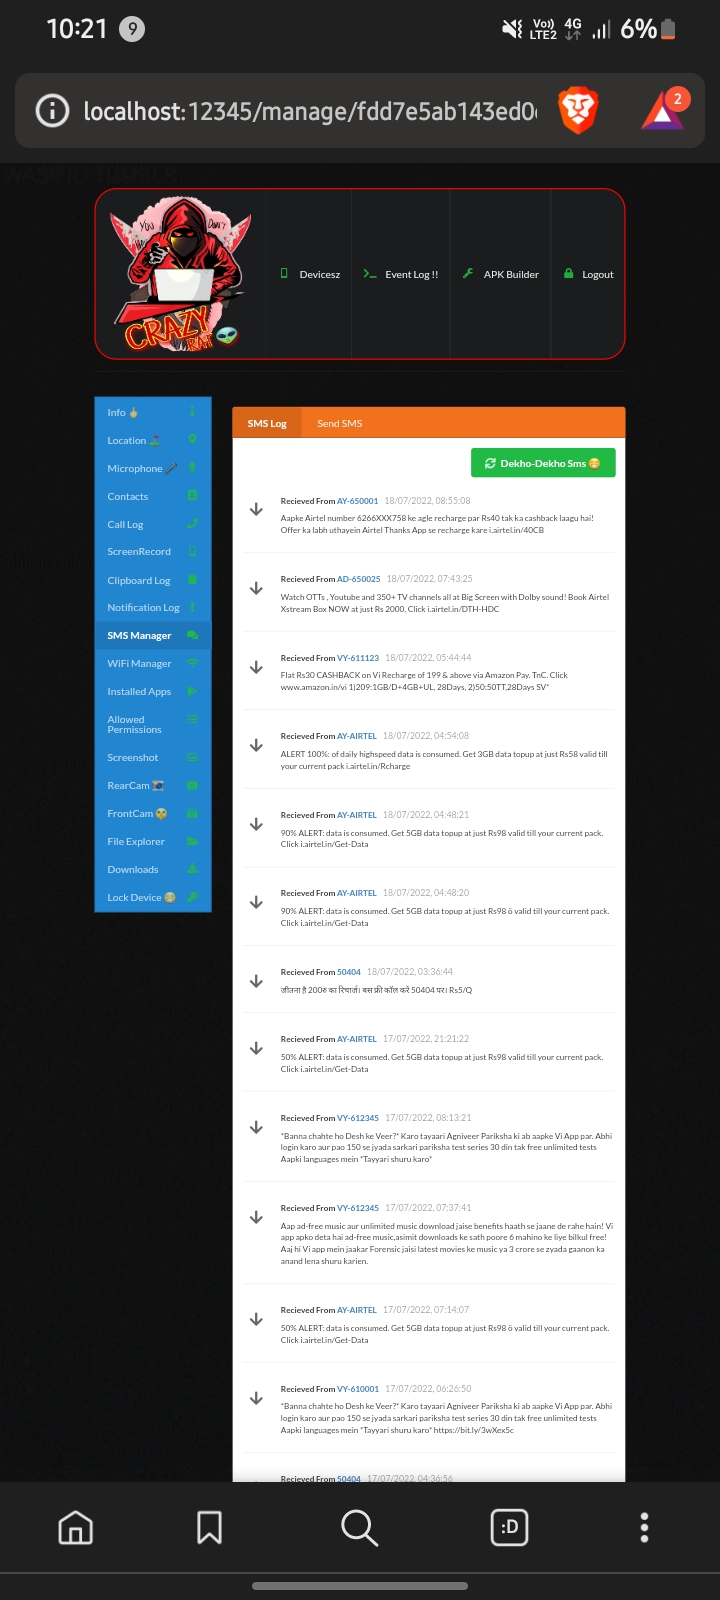 10:21 9 Vo)) LTE2 4G 6%
localhost:12345/manage/fdd7e5ab143ed0
2
YOU DON'T
CRAZY
RAT
Devicesz
Event Log !!
APK Builder
Logout
Info
Location
Microphone
Contacts
Call Log
ScreenRecord
Clipboard Log
Notification Log
SMS Manager
WiFi Manager
Installed Apps
Allowed
Permissions
Screenshot
RearCam
FrontCam
File Explorer
Downloads
Lock Device
SMS Log Send SMS
Dekho-Dekho Sms
Recieved From AY-650001 18/07/2022, 08:55:08
Aapke Airtel number 6266XXX758 ke agle recharge par Rs40 tak ka cashback laagu hai!
Offer ka labh uthayein Airtel Thanks App se recharge kare i.airtel.in/40CB
Recieved From AD-650025 18/07/2022, 07:43:25
Watch OTTs , Youtube and 350+ TV channels all at Big Screen with Dolby sound! Book Airtel
Xstream Box NOW at just Rs 2000, Click i.airtel.in/DTH-HDC
Recieved From VY-611123 18/07/2022, 05:44:44
Flat Rs30 CASHBACK on Vi Recharge of 199 & above via Amazon Pay. TnC. Click
www.amazon.in/vi 1)209:1GB/D+4GB+UL, 28Days, 2)50:50TT,28Days SV"
Recieved From AY-AIRTEL 18/07/2022, 04:54:08
ALERT 100%: of daily highspeed data is consumed. Get 3GB data topup at just Rs58 valid till
your current pack i.airtel.in/Rcharge
Recieved From AY-AIRTEL 18/07/2022, 04:48:21
90% ALERT: data is consumed. Get 5GB data topup at just Rs98 valid till your current pack.
Click i.airtel.in/Get-Data
Recieved From AY-AIRTEL 18/07/2022, 04:48:20
90% ALERT: data is consumed. Get 5GB data topup at just Rs98 ö valid till your current pack.
Click i.airtel.in/Get-Data
Recieved From 50404 18/07/2022, 03:36:44
जीतना है 200रु का रिचार्ज। बस फ्री कॉल करें 50404 पर। Rs5/Q
Recieved From AY-AIRTEL 17/07/2022, 21:21:22
50% ALERT: data is consumed. Get 5GB data topup at just Rs98 valid till your current pack.
Click i.airtel.in/Get-Data
Recieved From VY-612345 17/07/2022, 08:13:21
"Banna chahte ho Desh ke Veer?" Karo tayaari Agniveer Pariksha ki ab aapke Vi App par. Abhi
login karo aur pao 150 se jyada sarkari pariksha test series 30 din tak free unlimited tests
Aapki languages mein "Tayyari shuru karo"
Recieved From VY-612345 17/07/2022, 07:37:41
Aap ad-free music aur unlimited music download jaise benefits haath se jaane de rahe hain! Vi
app apko deta hai ad-free music,asimit downloads ke sath poore 6 mahino ke liye bilkul free!
Aaj hi Vi app mein jaakar Forensic jaisi latest movies ke music ya 3 crore se zyada gaanon ka
anand lena shuru karien.
Recieved From AY-AIRTEL 17/07/2022, 07:14:07
50% ALERT: data is consumed. Get 5GB data topup at just Rs98 ö valid till your current pack.
Click i.airtel.in/Get-Data
Recieved From VY-610001 17/07/2022, 06:26:50
"Banna chahte ho Desh ke Veer?" Karo tayaari Agniveer Pariksha ki ab aapke Vi App par. Abhi
login karo aur pao 150 se jyada sarkari pariksha test series 30 din tak free unlimited tests
Aapki languages mein "Tayyari shuru karo" https://bit.ly/3wXex5c
Recieved From 50404 17/07/2022, 04:36:56
:D